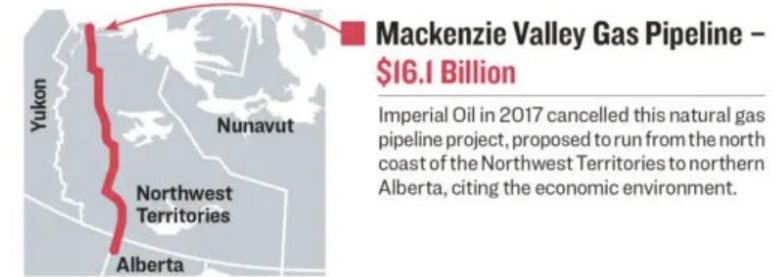 Mackenzie Valley Gas Pipeline –
$16.1 Billion
Imperial Oil in 2017 cancelled this natural gas
pipeline project, proposed to run from the north
coast of the Northwest Territories to northern
Alberta, citing the economic environment.
Yukon
Nunavut
Northwest
Territories
Alberta